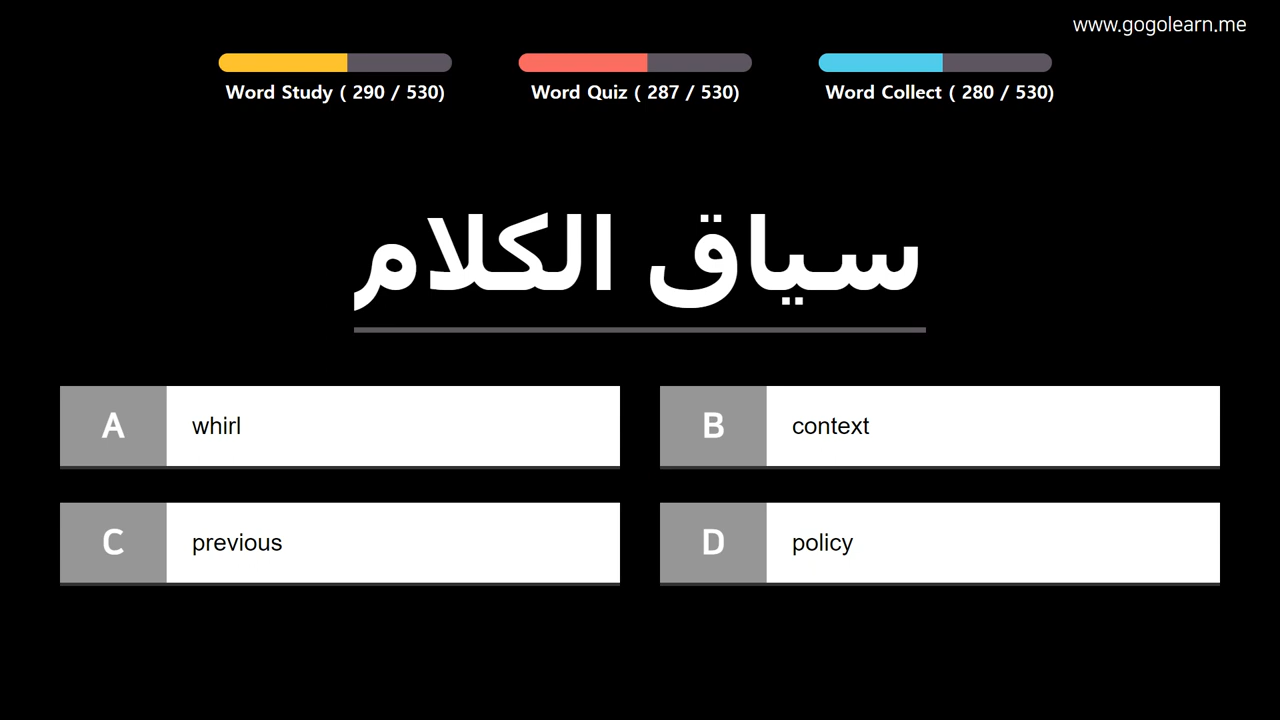 www.gogolearn.me
Word Study ( 290 / 530)
Word Quiz ( 287 / 530)
Word Collect ( 280 / 530)
سياق الكلام
A whirl
B context
C previous
D policy